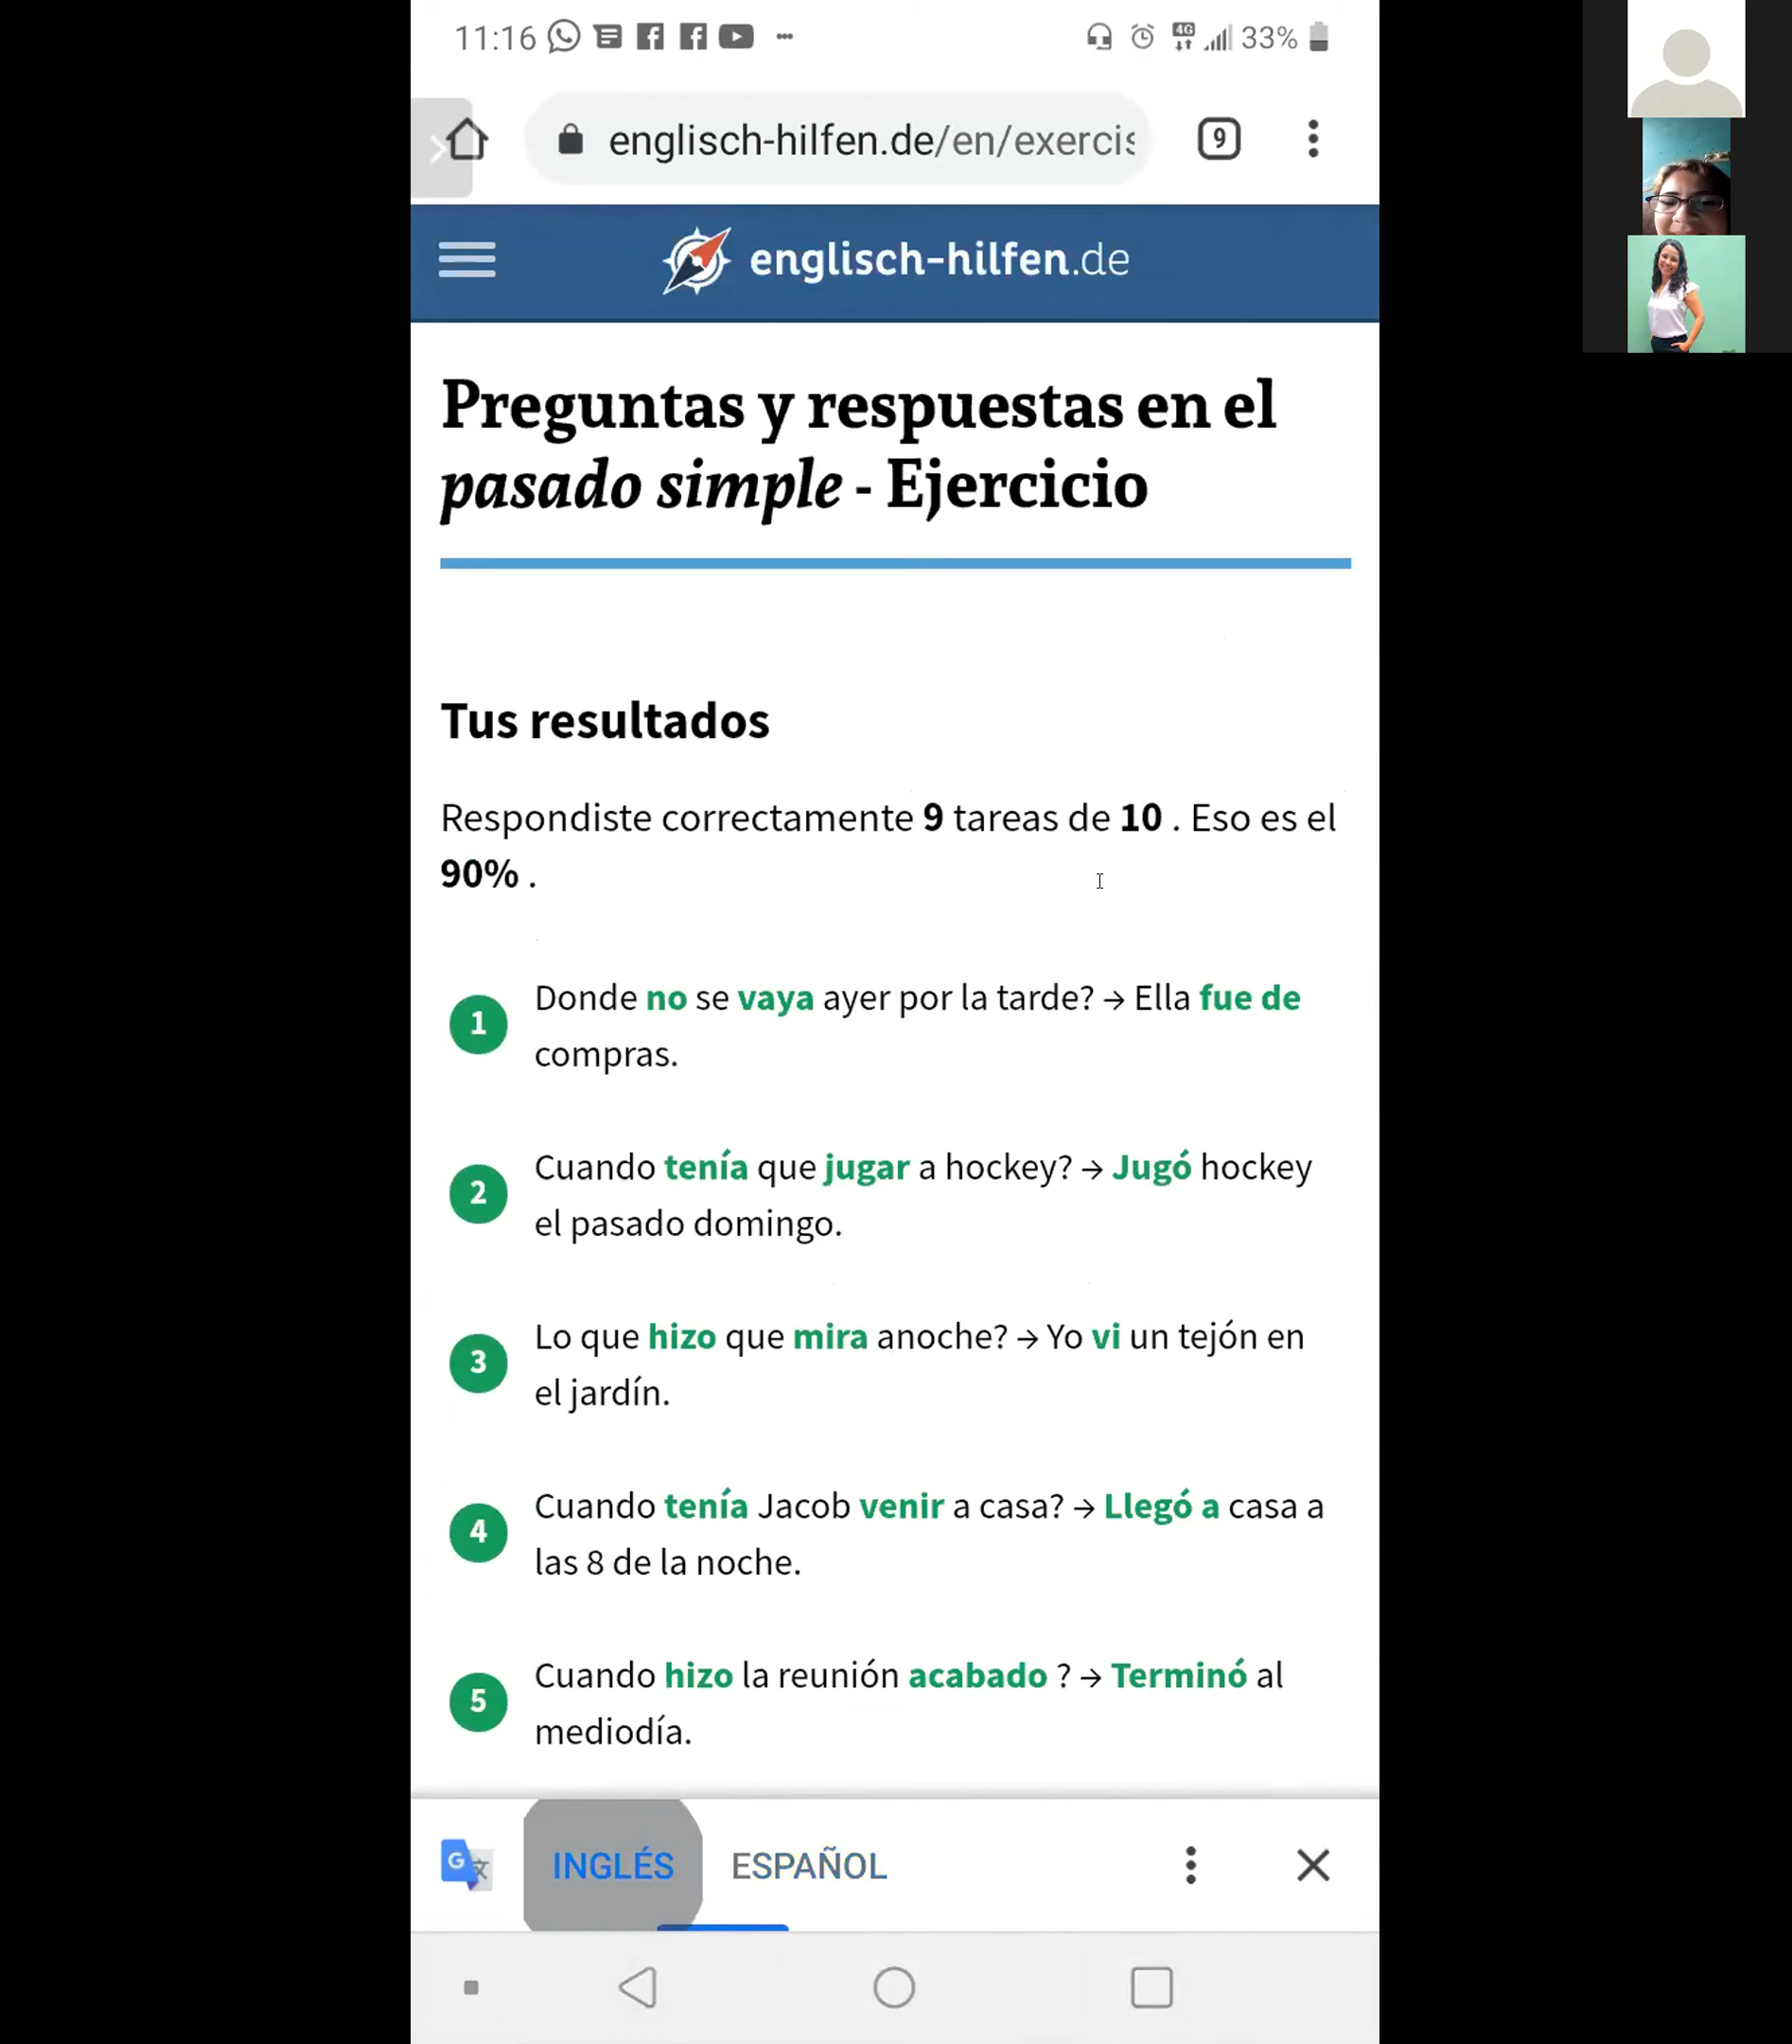 11:16
4G
33%
englisch-hilfen.de/en/exercis
9
englisch-hilfen.de
Preguntas y respuestas en el
pasado simple - Ejercicio
Tus resultados
Respondiste correctamente 9 tareas de 10 . Eso es el
90% .
1
Donde no se vaya ayer por la tarde? → Ella fue de
compras.
2
Cuando tenía que jugar a hockey? → Jugó hockey
el pasado domingo.
3
Lo que hizo que mira anoche? → Yo vi un tejón en
el jardín.
4
Cuando tenía Jacob venir a casa? → Llegó a casa a
las 8 de la noche.
5
Cuando hizo la reunión acabado ? → Terminó al
mediodía.
G 文
INGLÉS
ESPAÑOL